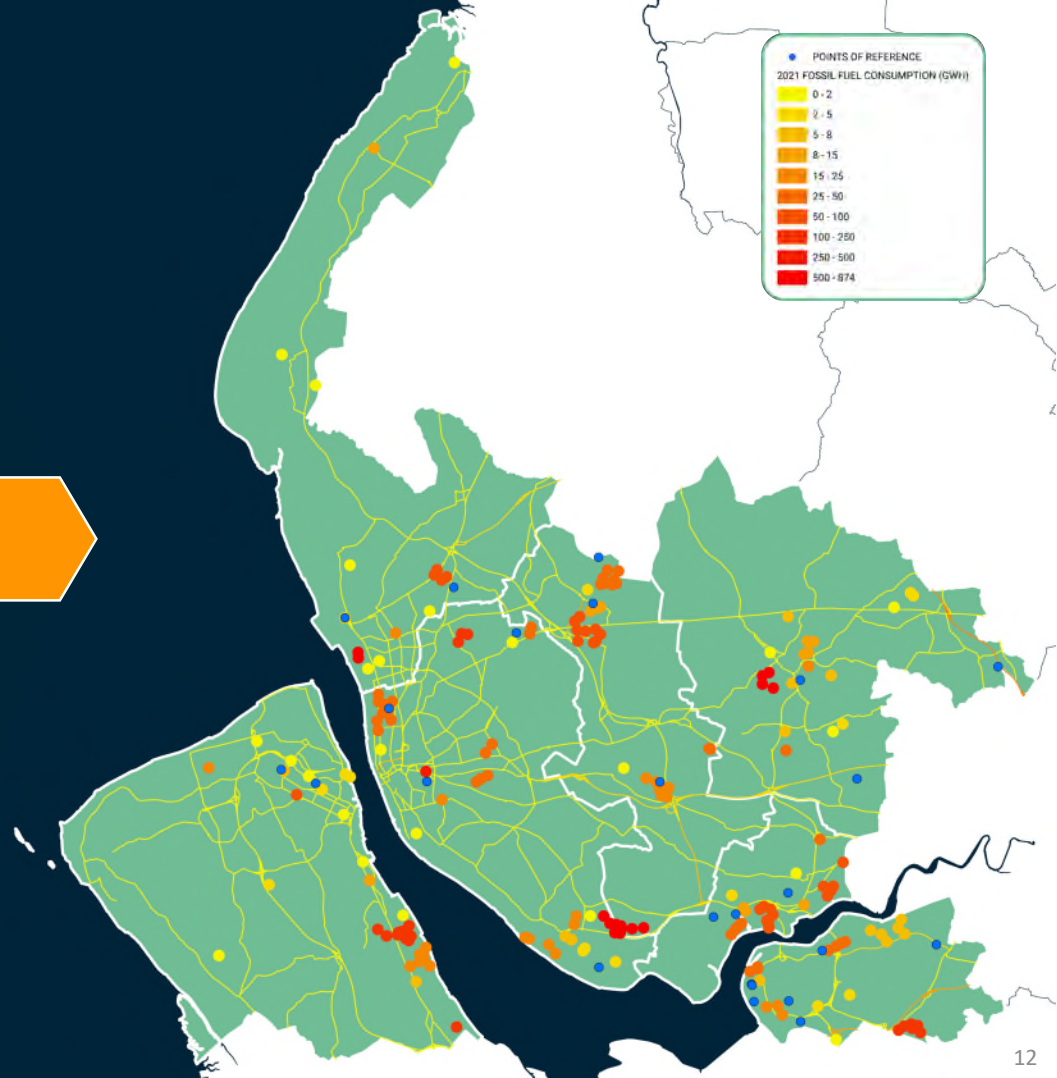 POINTS OF REFERENCE
2021 FOSSIL FUEL CONSUMPTION (GWH)
0 - 2
2 - 5
5 - 8
8 - 15
15 - 25
25 - 50
50 - 100
100 - 250
250 - 500
500 - 874
12